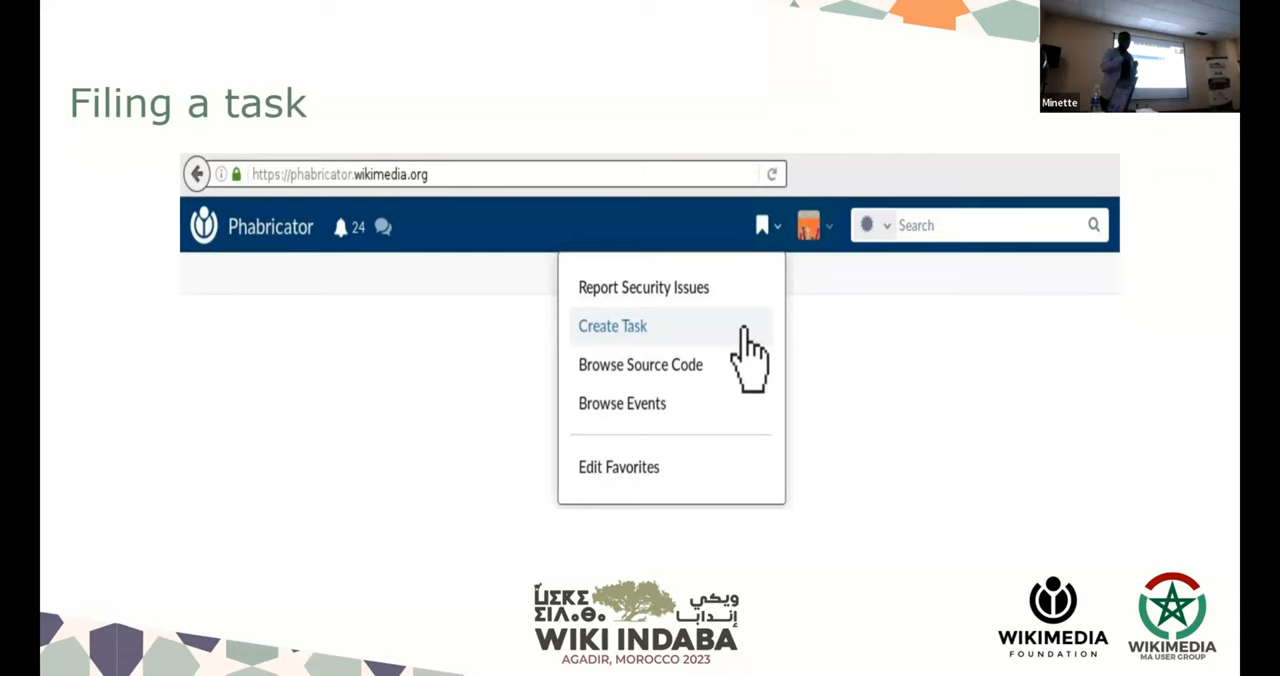 Minette
Filing a task
https://phabricator.wikimedia.org
Phabricator
24
Search
Report Security Issues
Create Task
Browse Source Code
Browse Events
Edit Favorites
ويكي
إندابا
WIKI INDABA
AGADIR, MOROCCO 2023
WIKIMEDIA
FOUNDATION
WIKIMEDIA
MA USER GROUP